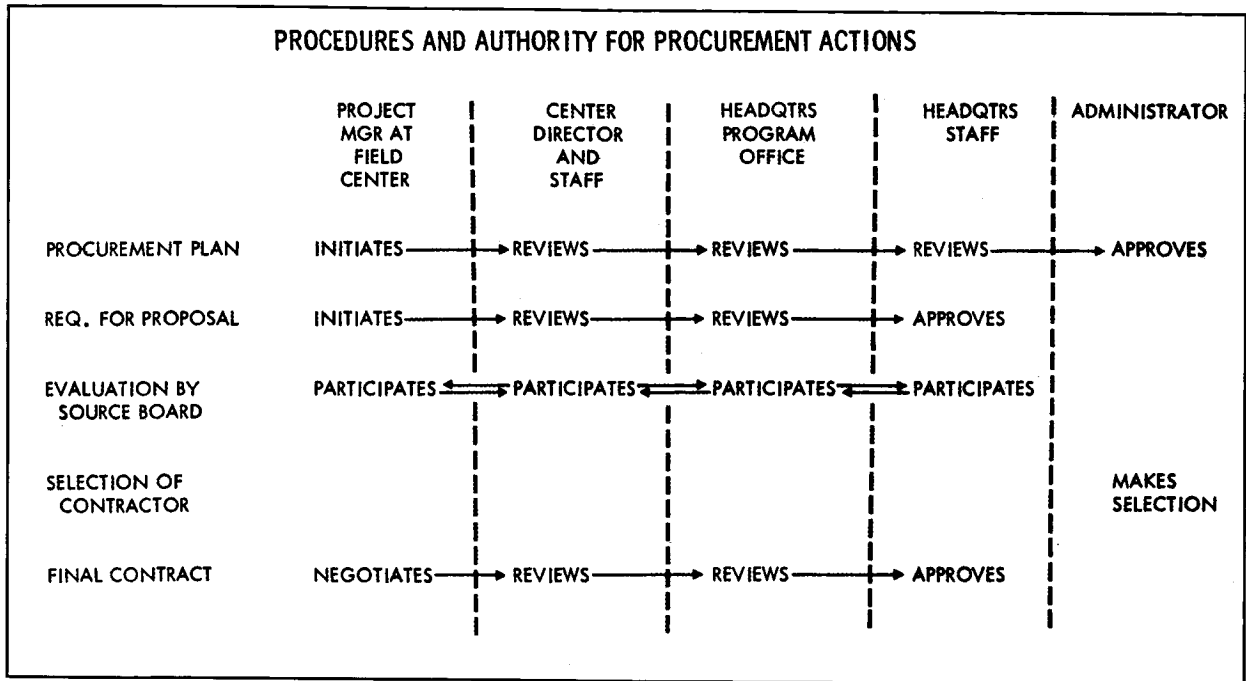 PROCEDURES AND AUTHORITY FOR PROCUREMENT ACTIONS
PROJECT
MGR AT
FIELD
CENTER
CENTER
DIRECTOR
AND
STAFF
HEADQTRS
PROGRAM
OFFICE
HEADQTRS
STAFF
ADMINISTRATOR
PROCUREMENT PLAN INITIATES REVIEWS REVIEWS REVIEWS APPROVES
REQ. FOR PROPOSAL INITIATES REVIEWS REVIEWS APPROVES
EVALUATION BY
SOURCE BOARD
PARTICIPATES PARTICIPATES PARTICIPATES PARTICIPATES
SELECTION OF
CONTRACTOR
MAKES
SELECTION
FINAL CONTRACT NEGOTIATES REVIEWS REVIEWS APPROVES